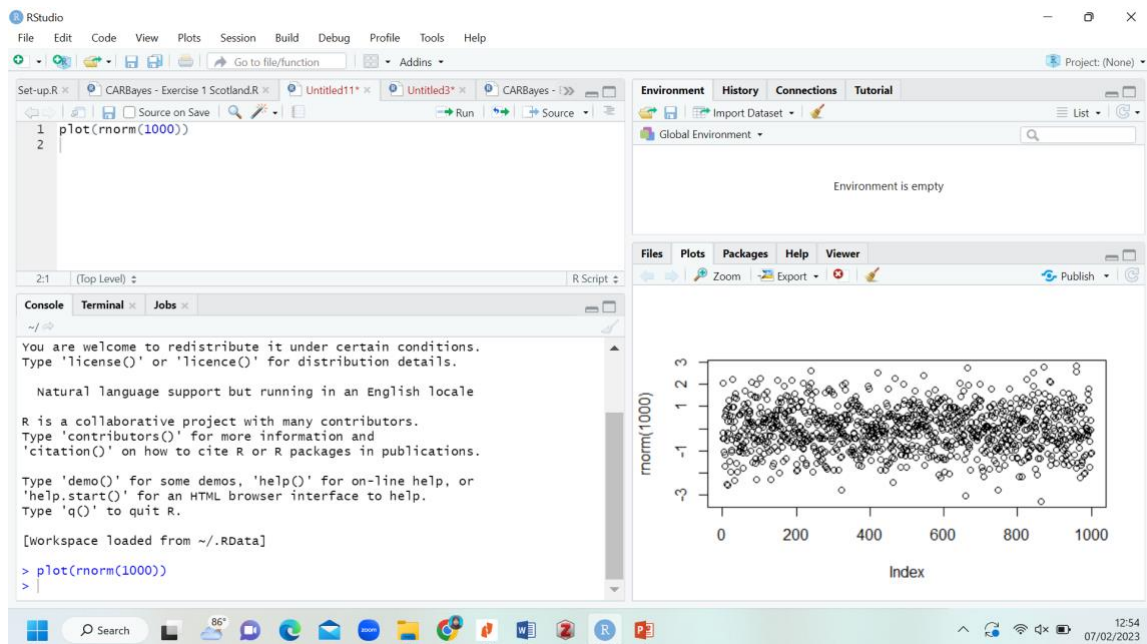 RStudio
File Edit Code View Plots Session Build Debug Profile Tools Help
Go to file/function Addins Project: (None)
Set-up.R CARBayes - Exercise 1 Scotland.R Untitled11* Untitled3* CARBayes -
Source on Save Run Source
1 plot(rnorm(1000))
2
2:1 (Top Level) R Script
Console Terminal Jobs
~/
You are welcome to redistribute it under certain conditions.
Type 'license()' or 'licence()' for distribution details.
Natural language support but running in an English locale
R is a collaborative project with many contributors.
Type 'contributors()' for more information and
'citation()' on how to cite R or R packages in publications.
Type 'demo()' for some demos, 'help()' for on-line help, or
'help.start()' for an HTML browser interface to help.
Type 'q()' to quit R.
[Workspace loaded from ~/.RData]
> plot(rnorm(1000))
>
Environment History Connections Tutorial
Import Dataset List
Global Environment
Environment is empty
Files Plots Packages Help Viewer
Zoom Export Publish
rnorm(1000)
3
2
1
-1
-3
0 200 400 600 800 1000
Index
Search 86° zoom 12:54
07/02/2023